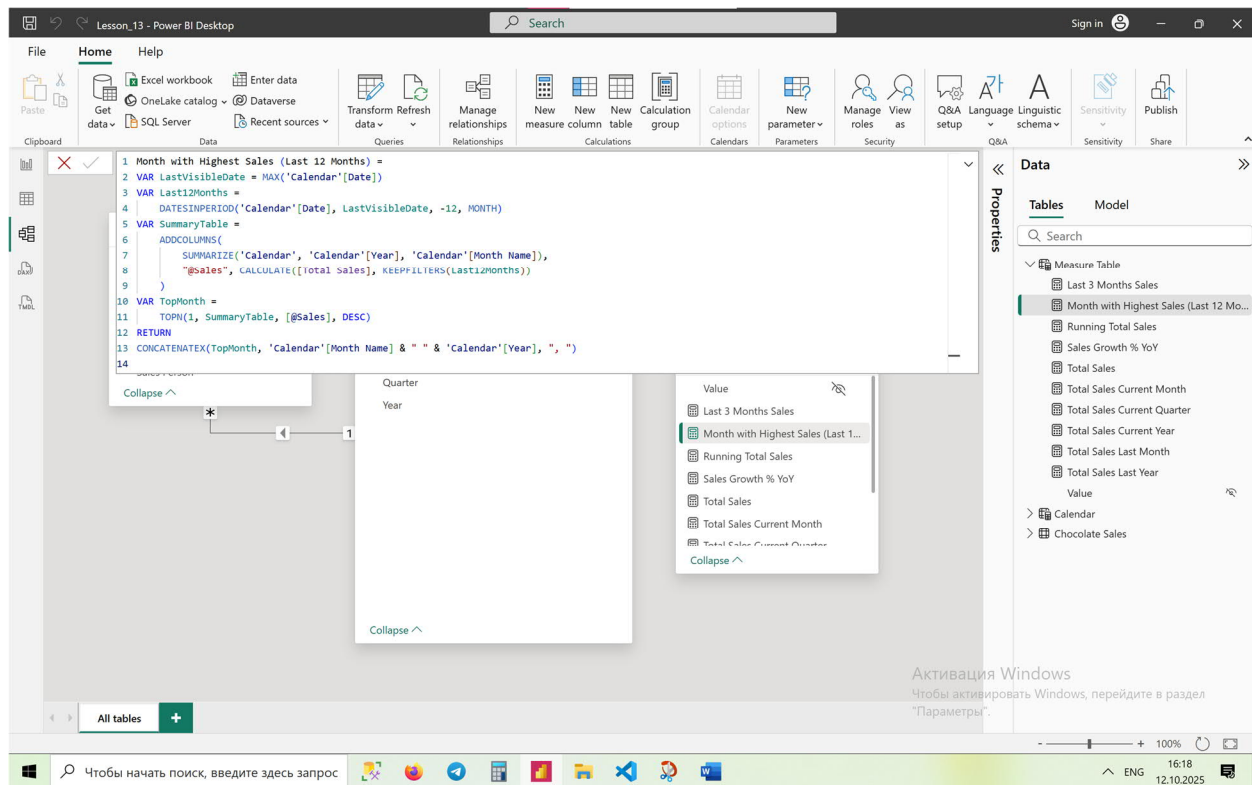 Lesson_13 - Power BI Desktop
Search
Sign in
File
Home
Help
Paste
Clipboard
Get data
Excel workbook
OneLake catalog
SQL Server
Enter data
Dataverse
Recent sources
Data
Transform data
Refresh
Queries
Manage relationships
Relationships
New measure
New column
New table
Calculation group
Calculations
Calendar options
Calendars
New parameter
Parameters
Manage roles
View as
Security
Q&A setup
Language
Linguistic schema
Q&A
Sensitivity
Sensitivity
Publish
Share
DAX
TMDL
1 Month with Highest Sales (Last 12 Months) =
2 VAR LastVisibleDate = MAX('Calendar'[Date])
3 VAR Last12Months =
4 DATESINPERIOD('Calendar'[Date], LastVisibleDate, -12, MONTH)
5 VAR SummaryTable =
6 ADDCOLUMNS(
7 SUMMARIZE('Calendar', 'Calendar'[Year], 'Calendar'[Month Name]),
8 "@Sales", CALCULATE([Total Sales], KEEPFILTERS(Last12Months))
9 )
10 VAR TopMonth =
11 TOPN(1, SummaryTable, [@Sales], DESC)
12 RETURN
13 CONCATENATEX(TopMonth, 'Calendar'[Month Name] & " " & 'Calendar'[Year], ", ")
14
Sales Person
Collapse
*
1
Quarter
Year
Collapse
Value
Last 3 Months Sales
Month with Highest Sales (Last 1...
Running Total Sales
Sales Growth % YoY
Total Sales
Total Sales Current Month
Total Sales Current Quarter
Collapse
Properties
Data
Tables
Model
Search
Measure Table
Last 3 Months Sales
Month with Highest Sales (Last 12 Mo...
Running Total Sales
Sales Growth % YoY
Total Sales
Total Sales Current Month
Total Sales Current Quarter
Total Sales Current Year
Total Sales Last Month
Total Sales Last Year
Value
Calendar
Chocolate Sales
Активация Windows
Чтобы активировать Windows, перейдите в раздел
"Параметры".
All tables
+
- + 100%
Чтобы начать поиск, введите здесь запрос
ENG
16:18
12.10.2025